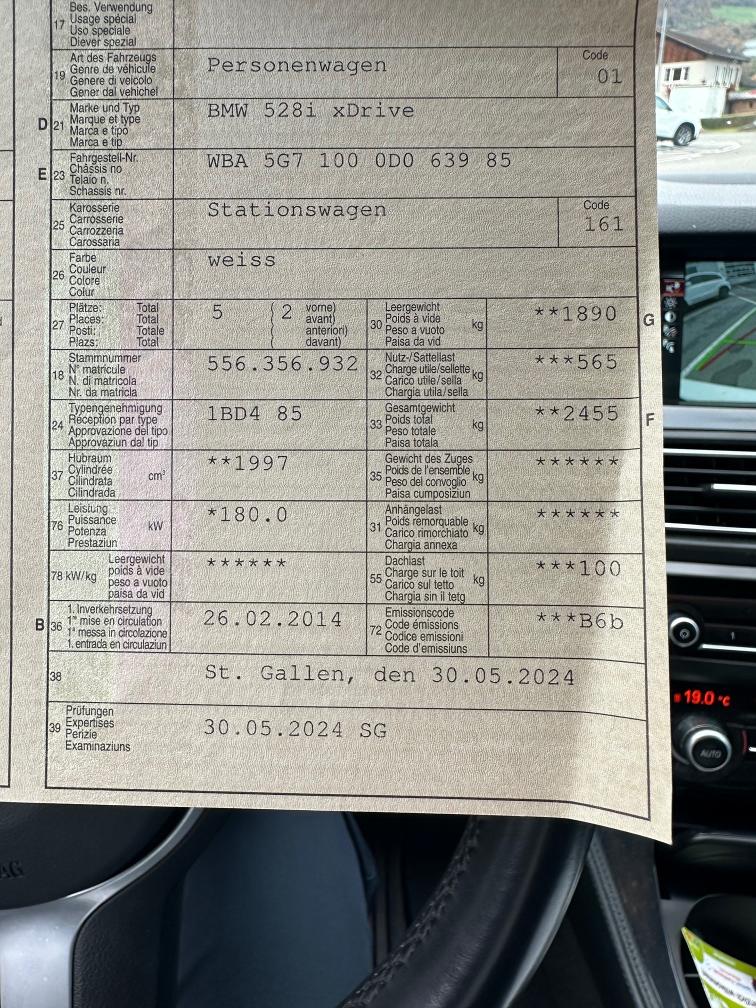 17
Bes. Verwendung
Usage spécial
Uso speciale
Diever spezial
19
Art des Fahrzeugs
Genre de véhicule
Genere di veicolo
Gener dal vehichel
Personenwagen
Code
01
D
21
Marke und Typ
Marque et type
Marca e tipo
Marca e tip
BMW 528i xDrive
E
23
Fahrgestell-Nr.
Châssis no
Telaio n.
Schassis nr.
WBA 5G7 100 0D0 639 85
25
Karosserie
Carrosserie
Carrozzeria
Carossaria
Stationswagen
Code
161
26
Farbe
Couleur
Colore
Colur
weiss
27
Plätze: Total
Places: Total
Posti: Totale
Plazs: Total
5 ( 2 vorne)
avant)
anteriori)
davant)
30
Leergewicht
Poids à vide
Peso a vuoto
Paisa da vid
kg
**1890
G
18
Stammnummer
N° matricule
N. di matricola
Nr. da matricla
556.356.932
32
Nutz-/Sattellast
Charge utile/sellette
Carico utile/sella
Chargia utila/sella
kg
***565
24
Typengenehmigung
Réception par type
Approvazione del tipo
Approvaziun dal tip
1BD4 85
33
Gesamtgewicht
Poids total
Peso totale
Paisa totala
kg
**2455
F
37
Hubraum
Cylindrée
Cilindrata
Cilindrada
cm³
**1997
35
Gewicht des Zuges
Poids de l'ensemble
Peso del convoglio
Paisa cumposiziun
kg
******
76
Leistung
Puissance
Potenza
Prestaziun
kW
*180.0
31
Anhängelast
Poids remorquable
Carico rimorchiato
Chargia annexa
kg
******
78 kW/kg
Leergewicht
poids à vide
peso a vuoto
paisa da vid
******
55
Dachlast
Charge sur le toit
Carico sul tetto
Chargia sin il tetg
kg
***100
B
36
1. Inverkehrsetzung
1re mise en circulation
1a messa in circolazione
1. entrada en circulaziun
26.02.2014
72
Emissionscode
Code émissions
Codice emissioni
Code d'emissiuns
***B6b
38
St. Gallen, den 30.05.2024
39
Prüfungen
Expertises
Perizie
Examinaziuns
30.05.2024 SG
1
19.0 °C
AUTO
AG